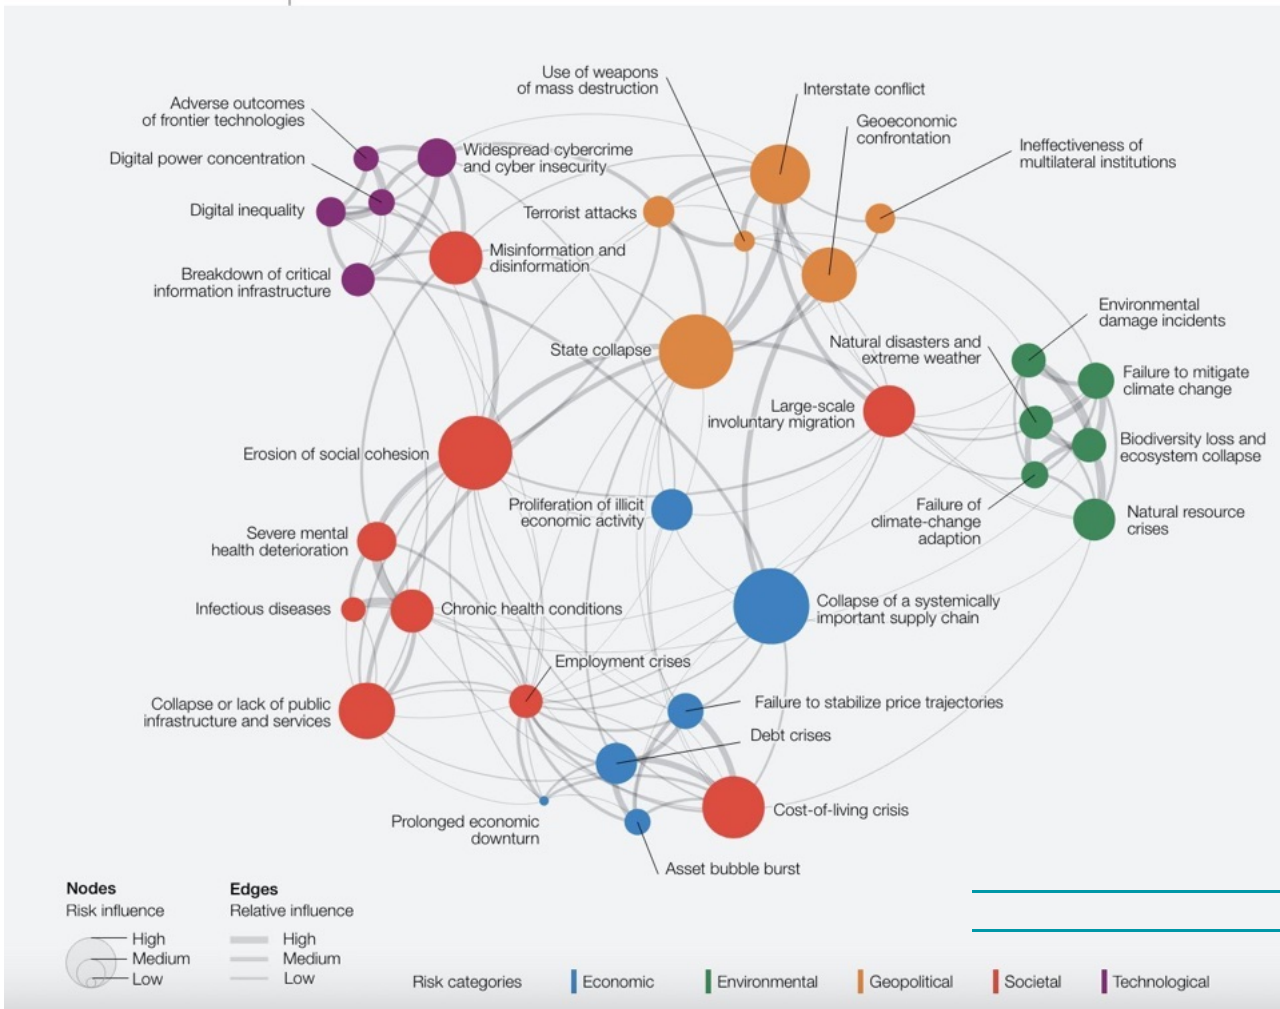 Use of weapons
of mass destruction
Interstate conflict
Adverse outcomes
of frontier technologies
Geoeconomic
confrontation
Digital power concentration
Widespread cybercrime
and cyber insecurity
Ineffectiveness of
multilateral institutions
Digital inequality
Terrorist attacks
Misinformation and
disinformation
Breakdown of critical
information infrastructure
Environmental
damage incidents
State collapse
Natural disasters and
extreme weather
Failure to mitigate
climate change
Large-scale
involuntary migration
Erosion of social cohesion
Biodiversity loss and
ecosystem collapse
Proliferation of illicit
economic activity
Failure of
climate-change
adaption
Natural resource
crises
Severe mental
health deterioration
Infectious diseases
Chronic health conditions
Collapse of a systemically
important supply chain
Employment crises
Collapse or lack of public
infrastructure and services
Failure to stabilize price trajectories
Debt crises
Prolonged economic
downturn
Cost-of-living crisis
Asset bubble burst
Nodes
Risk influence
High
Medium
Low
Edges
Relative influence
High
Medium
Low
Risk categories
Economic
Environmental
Geopolitical
Societal
Technological